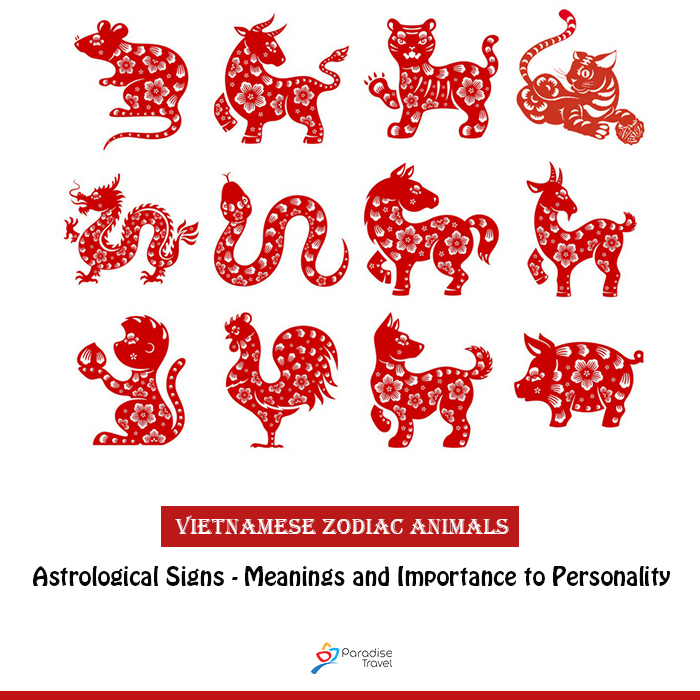 VIETNAMESE ZODIAC ANIMALS
Astrological Signs - Meanings and Importance to Personality
Paradise
Travel